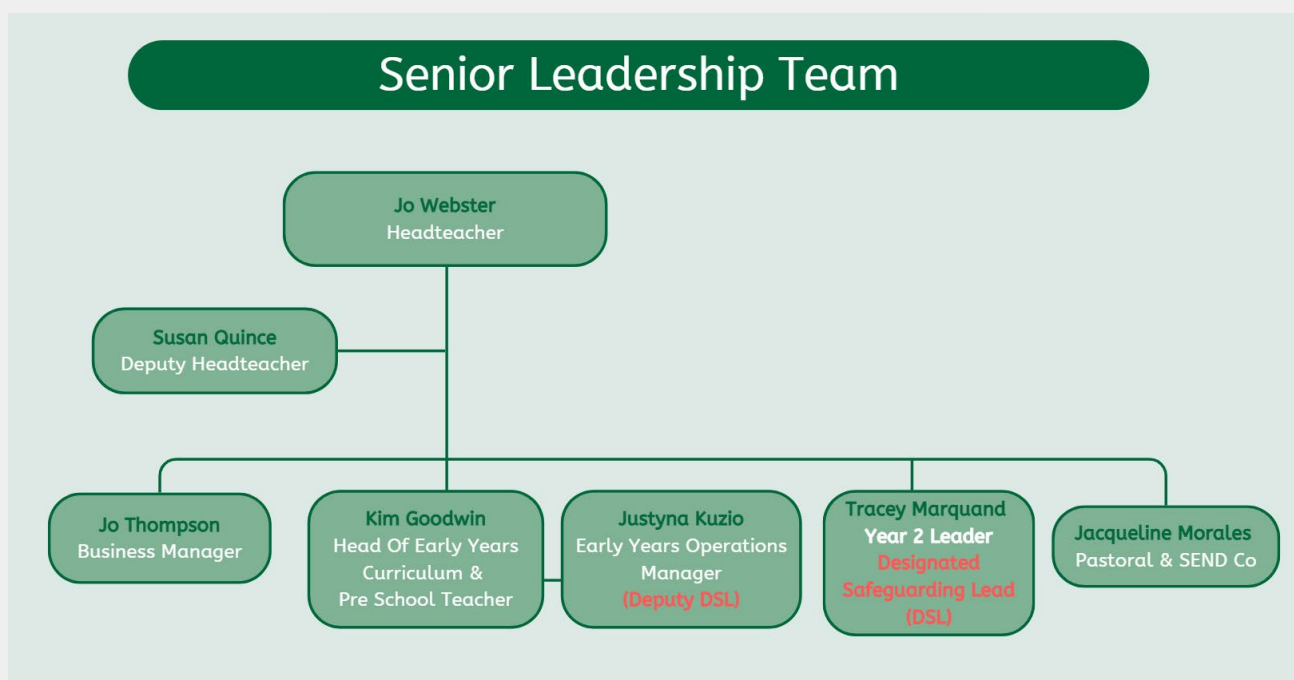 Senior Leadership Team
Jo Webster
Headteacher
Susan Quince
Deputy Headteacher
Jo Thompson
Business Manager
Kim Goodwin
Head Of Early Years
Curriculum &
Pre School Teacher
Justyna Kuzio
Early Years Operations
Manager
(Deputy DSL)
Tracey Marquand
Year 2 Leader
Designated
Safeguarding Lead
(DSL)
Jacqueline Morales
Pastoral & SEND Co